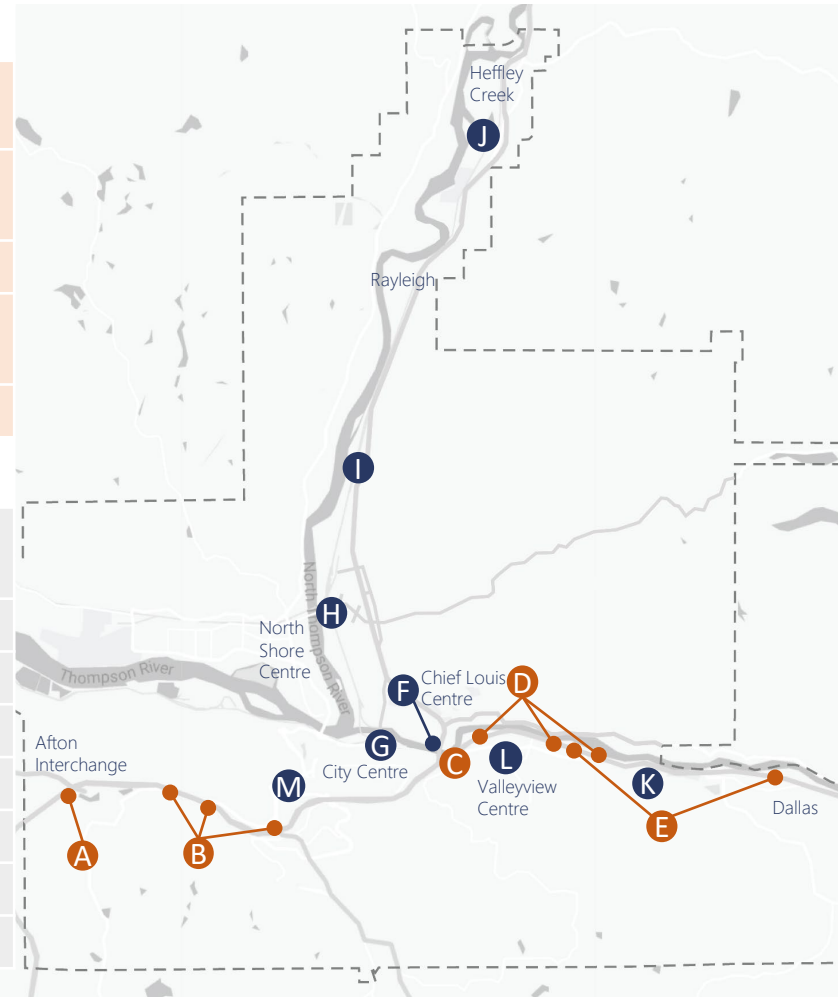 Heffley
Creek
J
Rayleigh
I
North Thompson River
H
North
Shore
Centre
Thompson River
F
Chief Louis
Centre
D
G
City Centre
C
L
Valleyview
Centre
K
Dallas
E
Afton
Interchange
M
A
B